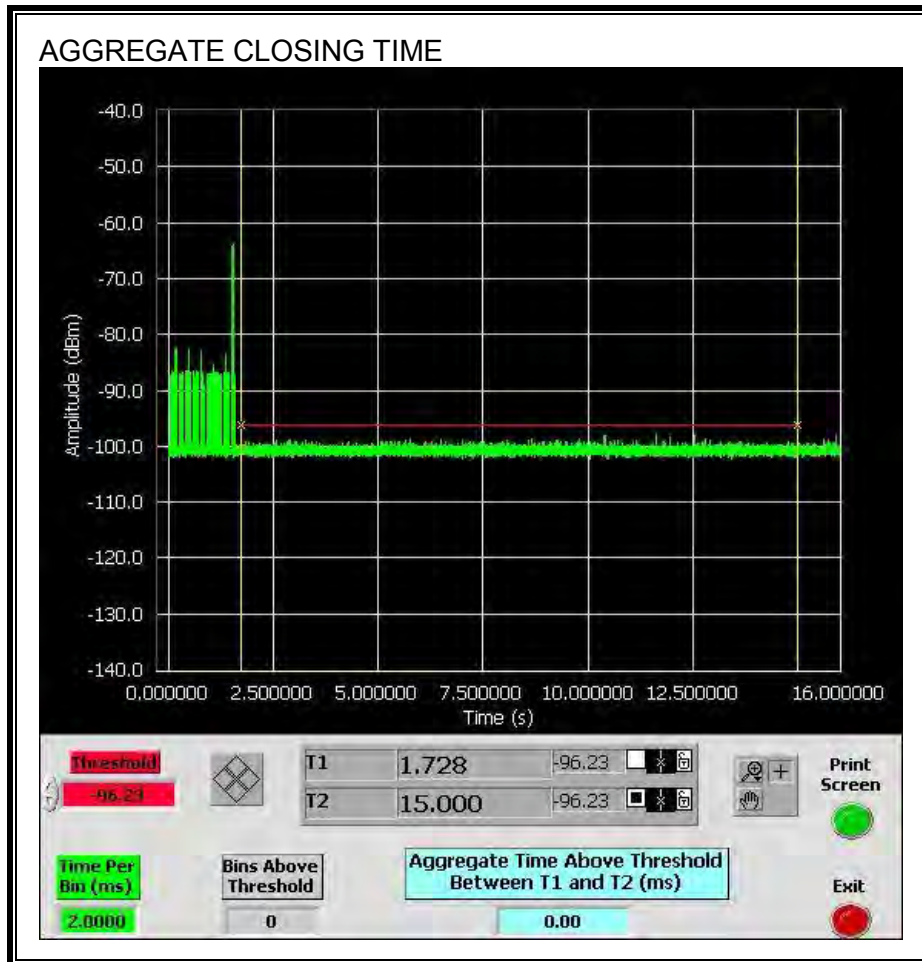 AGGREGATE CLOSING TIME
-40.0
-50.0
-60.0
-70.0
-80.0
-90.0
-100.0
-110.0
-120.0
-130.0
-140.0
Amplitude (dBm)
0.000000 2.500000 5.000000 7.500000 10.000000 12.500000 16.000000
Time (s)
Threshold
-96.23
T1 1.728 -96.23
T2 15.000 -96.23
Print
Screen
Time Per
Bin (ms)
2.0000
Bins Above
Threshold
0
Aggregate Time Above Threshold
Between T1 and T2 (ms)
0.00
Exit